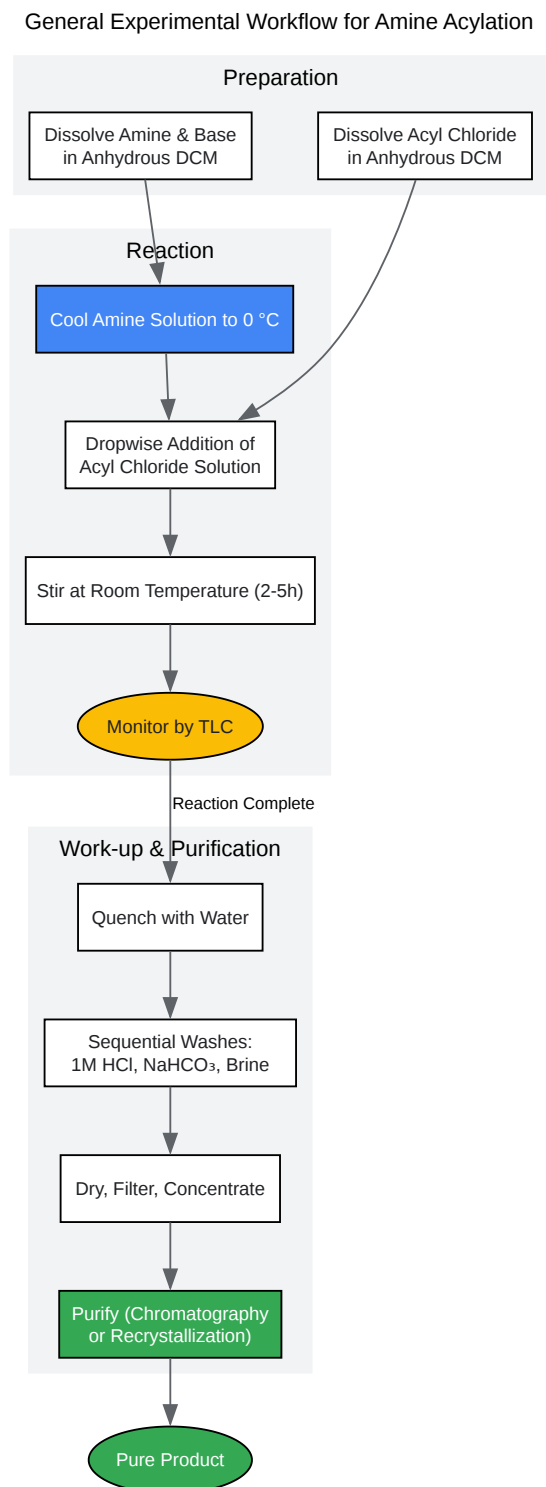 General Experimental Workflow for Amine Acylation
Preparation
Dissolve Amine & Base
in Anhydrous DCM
Dissolve Acyl Chloride
in Anhydrous DCM
Reaction
Cool Amine Solution to 0 °C
Dropwise Addition of
Acyl Chloride Solution
Stir at Room Temperature (2-5h)
Monitor by TLC
Reaction Complete
Work-up & Purification
Quench with Water
Sequential Washes:
1M HCl, NaHCO₃, Brine
Dry, Filter, Concentrate
Purify (Chromatography
or Recrystallization)
Pure Product